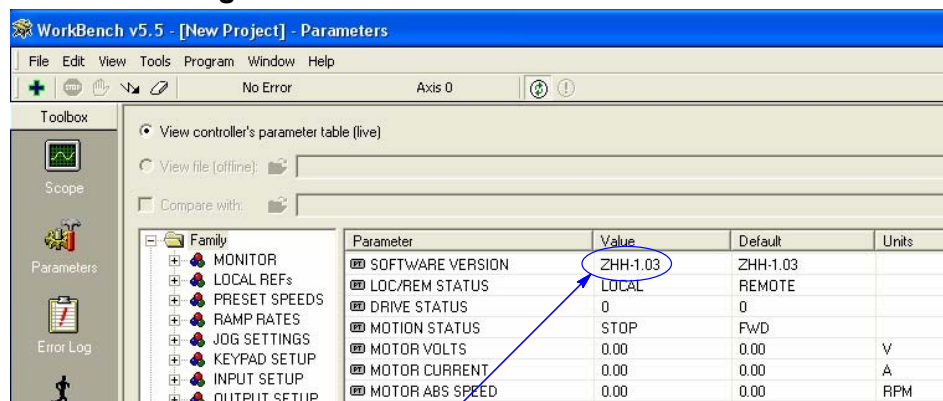 WorkBench v5.5 - [New Project] - Parameters
File Edit View Tools Program Window Help
No Error Axis 0
Toolbox
View controller's parameter table (live)
View file (offline):
Scope
Compare with:
Family
Parameter Value Default Units
MONITOR
SOFTWARE VERSION ZHH-1.03 ZHH-1.03
Parameters
LOCAL REFs
LOC/REM STATUS LOCAL REMOTE
PRESET SPEEDS
DRIVE STATUS 0 0
RAMP RATES
MOTION STATUS STOP FWD
JOG SETTINGS
Error Log
MOTOR VOLTS 0.00 0.00 V
KEYPAD SETUP
MOTOR CURRENT 0.00 0.00 A
INPUT SETUP
MOTOR ABS SPEED 0.00 0.00 RPM
OUTPUT SETUP